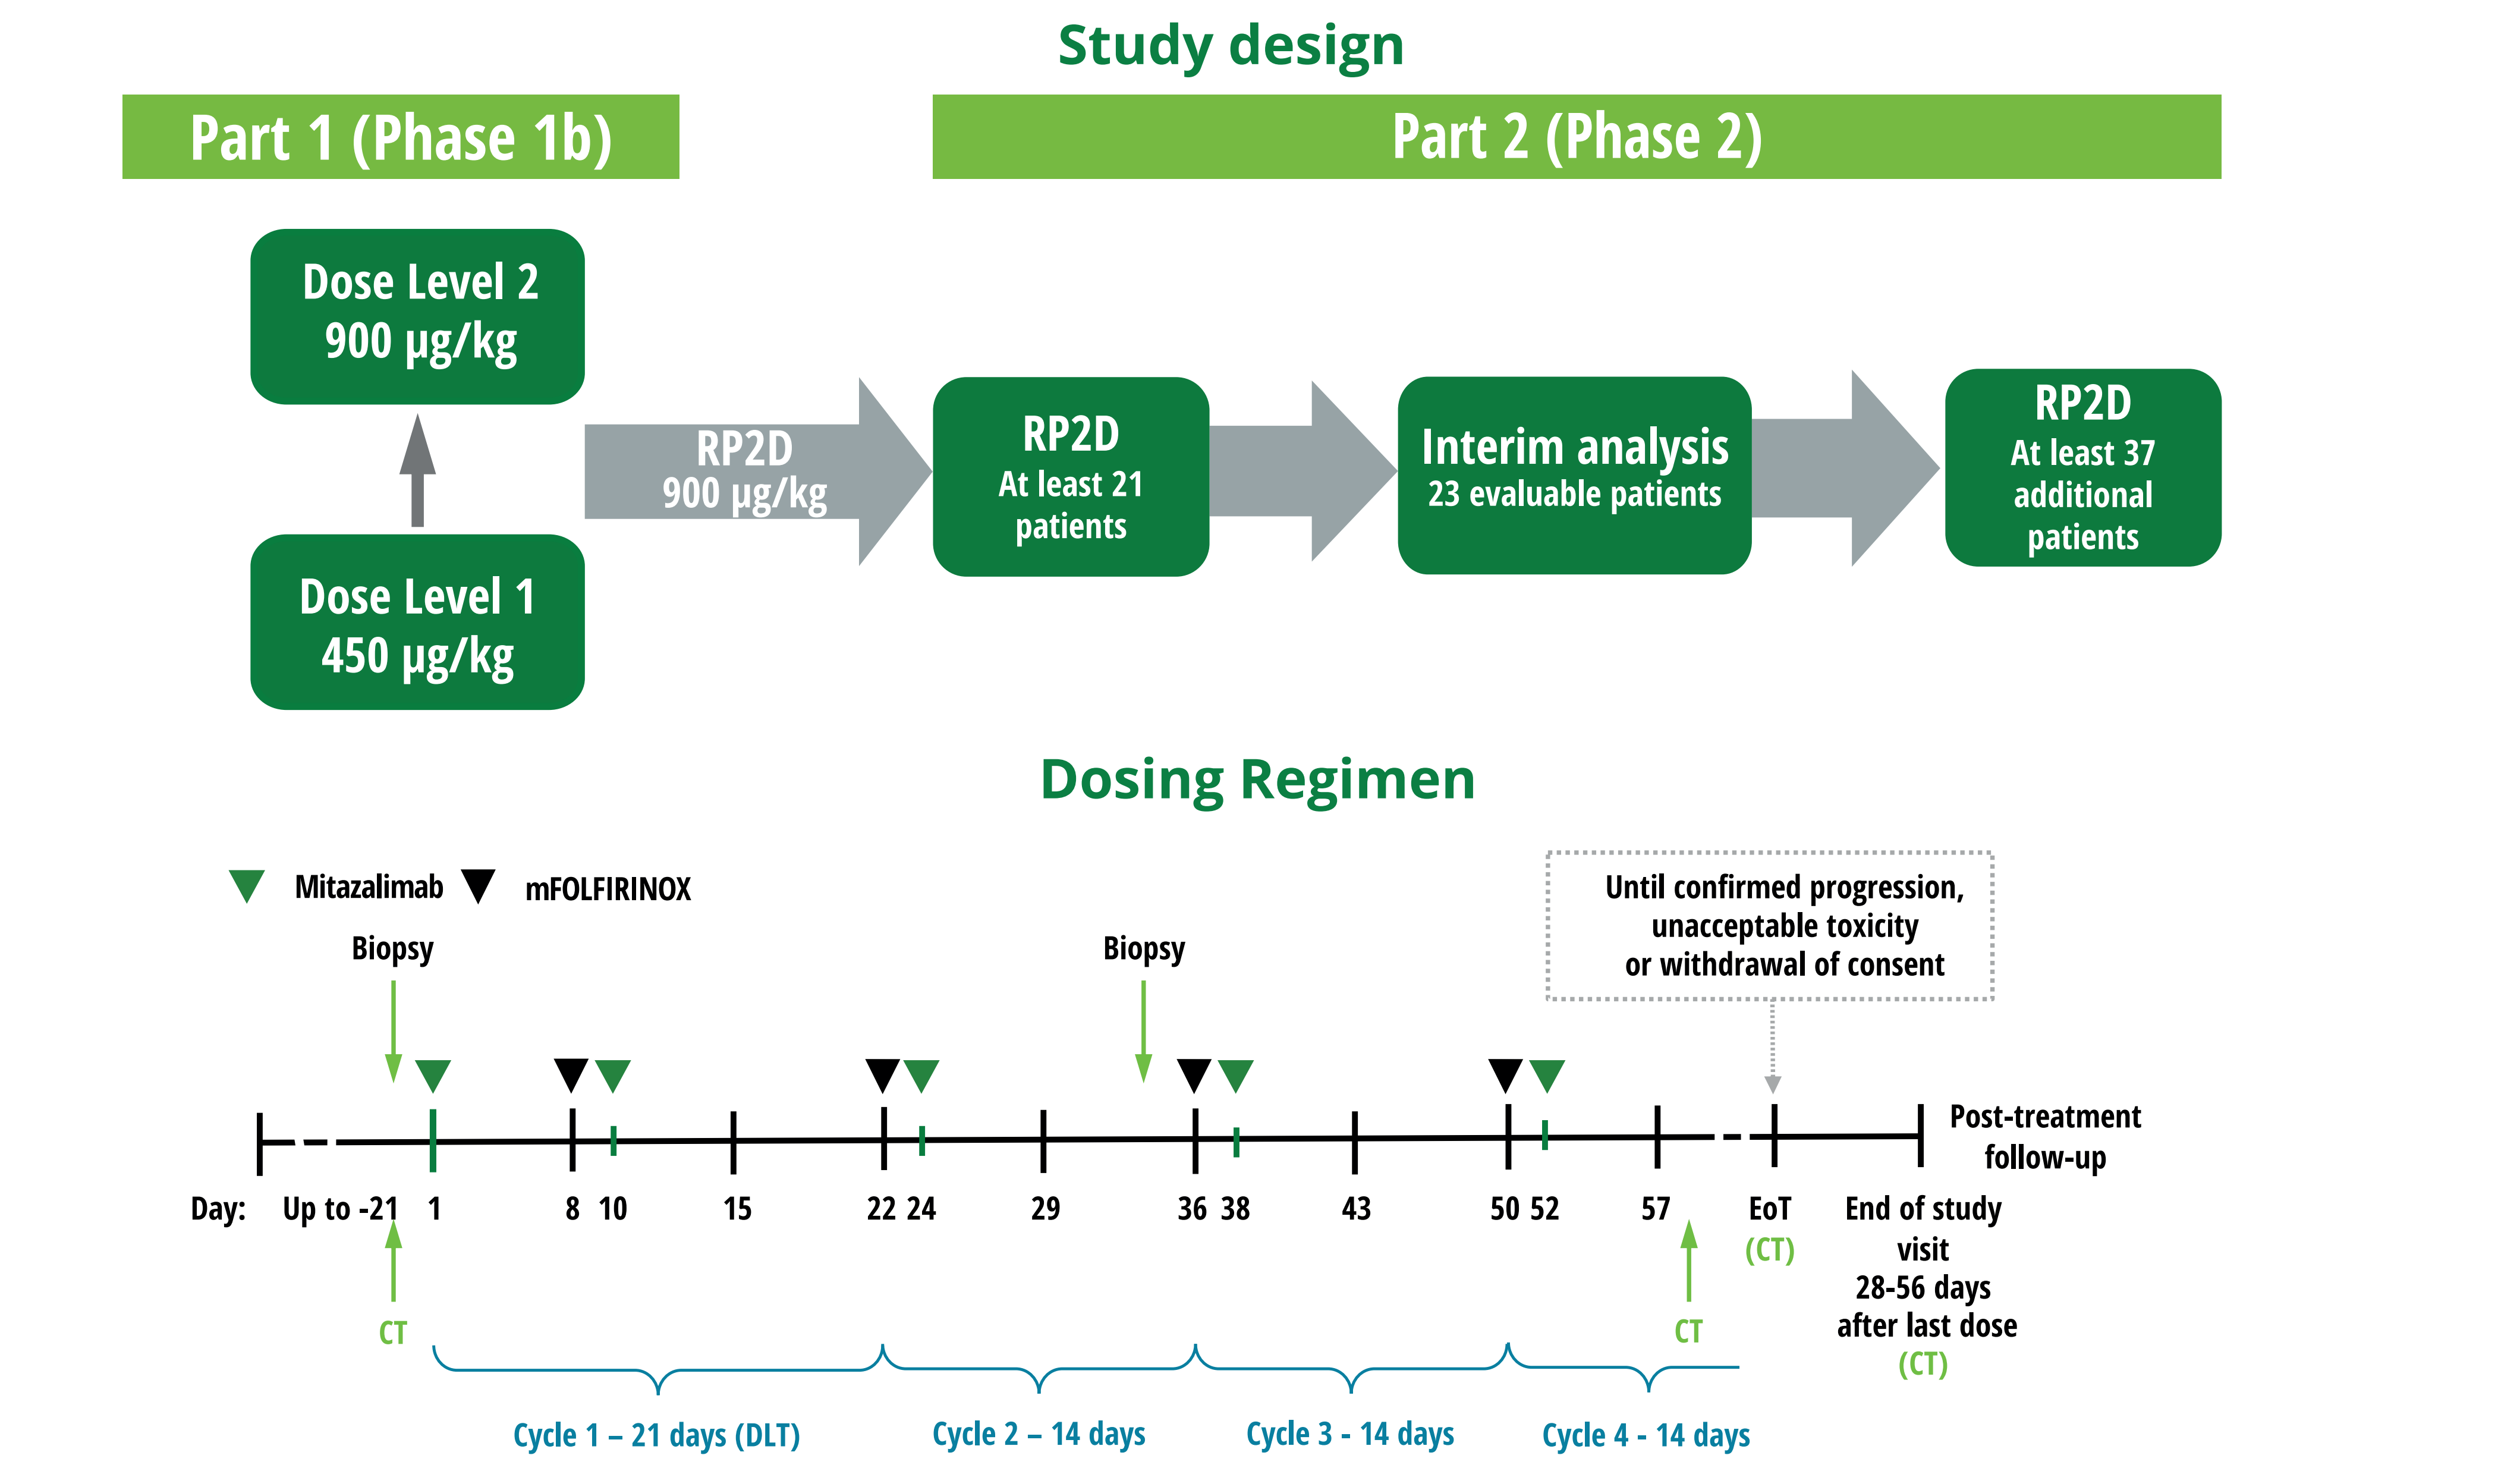 Study design
Part 1 (Phase 1b)
Part 2 (Phase 2)
Dose Level 2
900 µg/kg
Dose Level 1
450 µg/kg
RP2D
900 µg/kg
RP2D
At least 21
patients
Interim analysis
23 evaluable patients
RP2D
At least 37
additional
patients
Dosing Regimen
Mitazalimab
mFOLFIRINOX
Until confirmed progression,
unacceptable toxicity
or withdrawal of consent
Biopsy
Biopsy
Post-treatment
follow-up
Day: Up to -21 1 8 10 15 22 24 29 36 38 43 50 52 57 EoT
(CT)
End of study
visit
28-56 days
after last dose
(CT)
CT
CT
Cycle 1 – 21 days (DLT)
Cycle 2 – 14 days
Cycle 3 - 14 days
Cycle 4 - 14 days